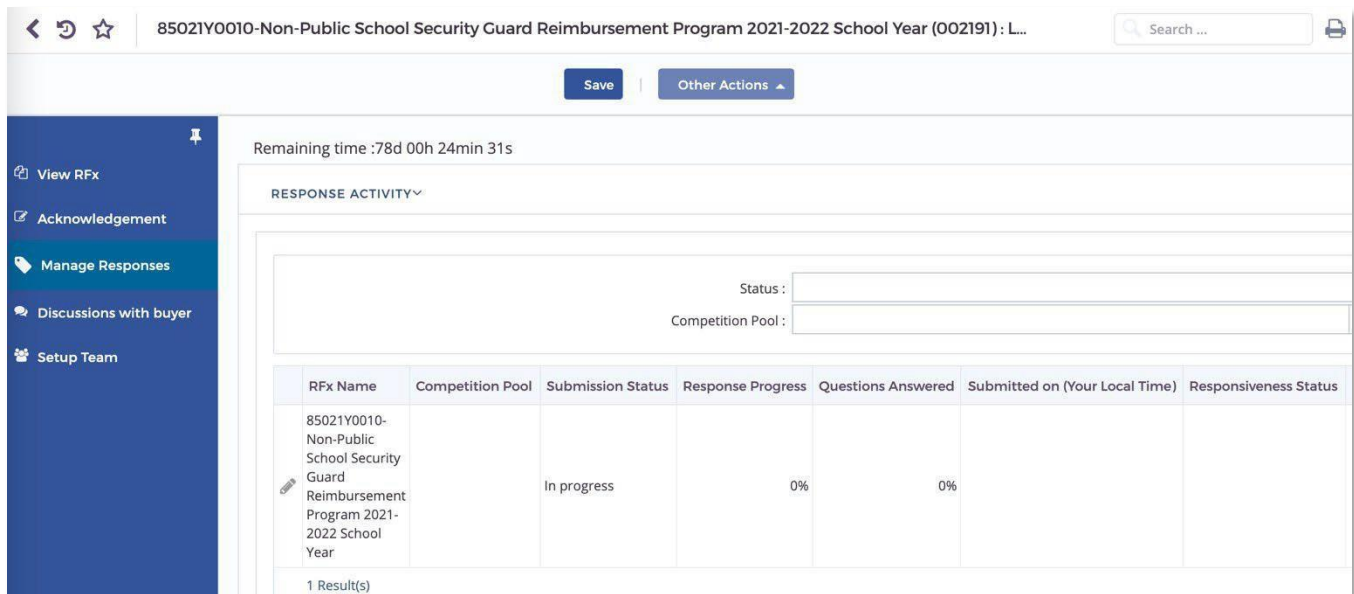 85021Y0010-Non-Public School Security Guard Reimbursement Program 2021-2022 School Year (002191) : L...
Search ...
Save
Other Actions
Remaining time :78d 00h 24min 31s
View RFx
RESPONSE ACTIVITY
Acknowledgement
Manage Responses
Status :
Discussions with buyer
Competition Pool :
Setup Team
RFx Name Competition Pool Submission Status Response Progress Questions Answered Submitted on (Your Local Time) Responsiveness Status
85021Y0010-
Non-Public
School Security
Guard
Reimbursement
Program 2021-
2022 School
Year
In progress 0% 0%
1 Result(s)